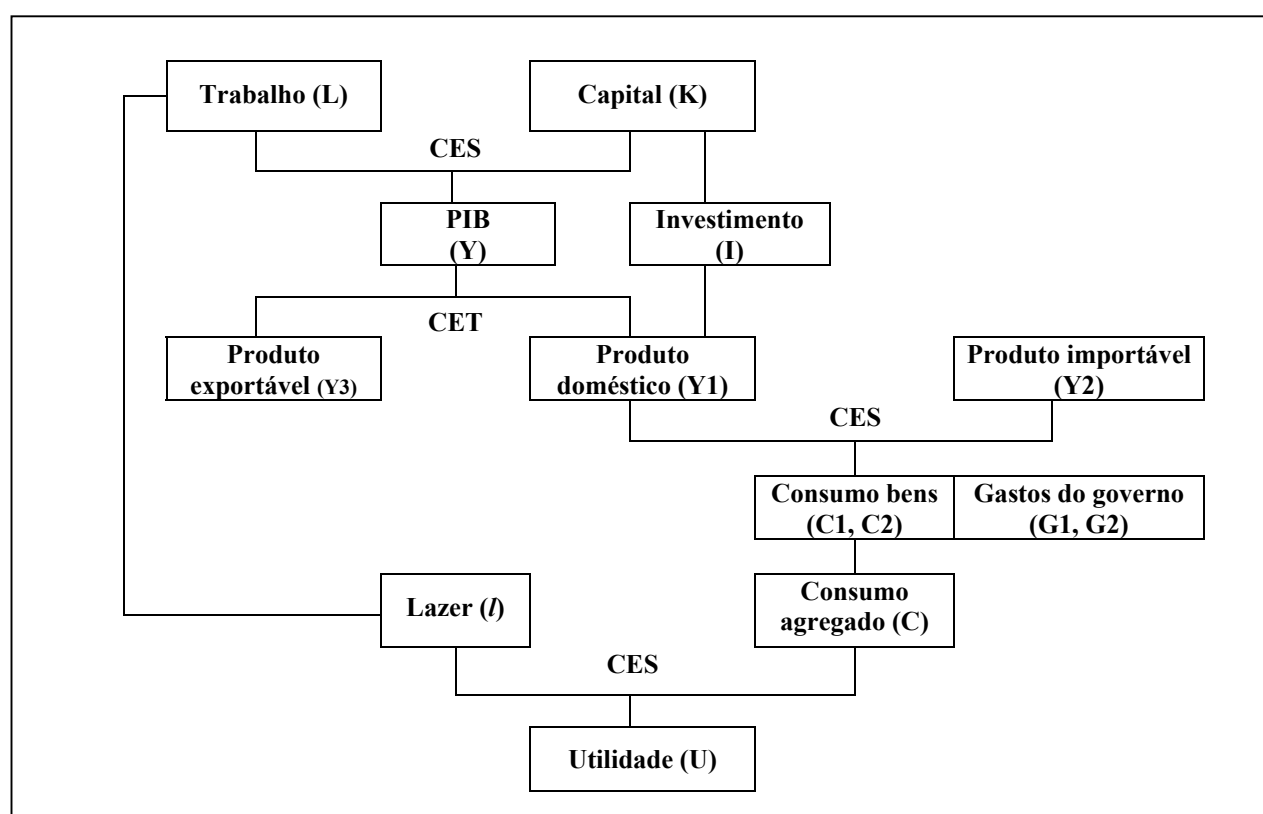 Trabalho (L)
Capital (K)
CES
PIB
(Y)
Investimento
(I)
CET
Produto
exportável (Y3)
Produto
doméstico (Y1)
Produto importável
(Y2)
CES
Consumo bens
(C1, C2)
Gastos do governo
(G1, G2)
Lazer (l)
Consumo
agregado (C)
CES
Utilidade (U)